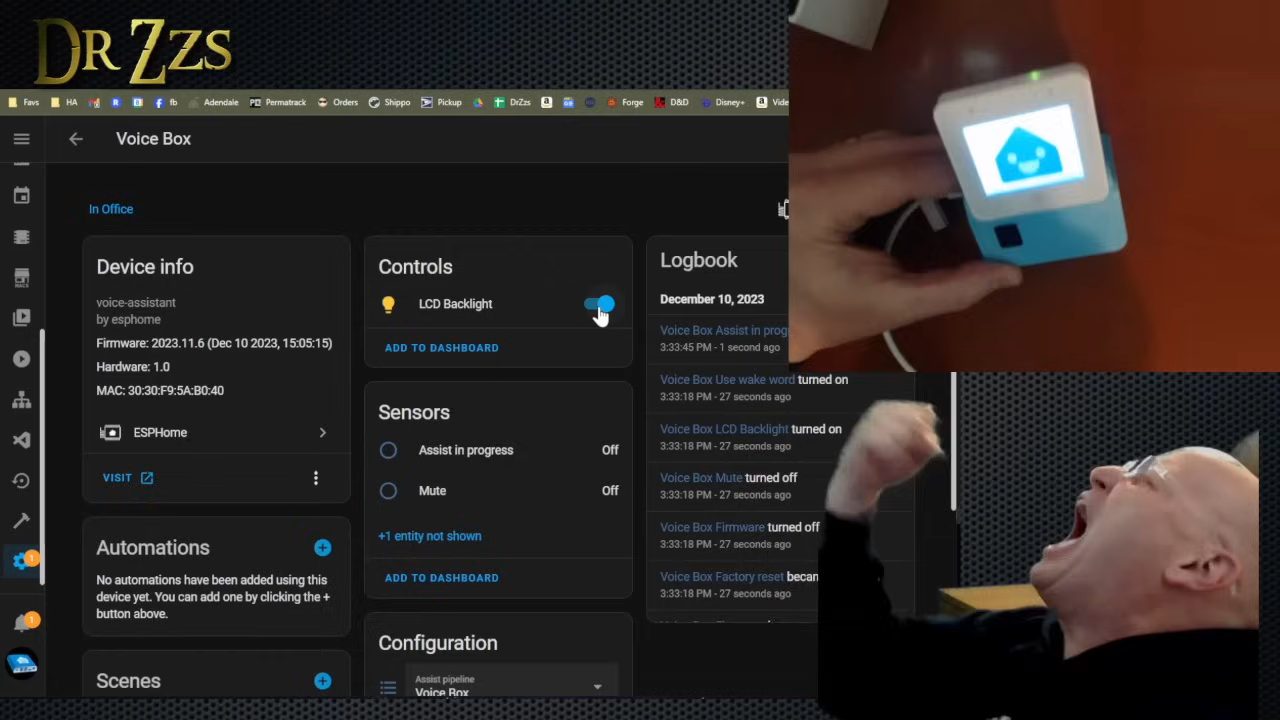 DR ZZS
Favs HA fb Adendale Permatrack Orders Shippo Pickup DrZzs Forge D&D Disney+
Voice Box
In Office
Device info
voice-assistant
by esphome
Firmware: 2023.11.6 (Dec 10 2023, 15:05:15)
Hardware: 1.0
MAC: 30:30:F9:5A:B0:40
ESPHome
VISIT
Automations
No automations have been added using this
device yet. You can add one by clicking the +
button above.
Scenes
Controls
LCD Backlight
ADD TO DASHBOARD
Sensors
Assist in progress Off
Mute Off
+1 entity not shown
ADD TO DASHBOARD
Configuration
Assist pipeline
Voice Box
Logbook
December 10, 2023
Voice Box Assist in prog
3:33:45 PM - 1 second ago
Voice Box Use wake word turned on
3:33:18 PM - 27 seconds ago
Voice Box LCD Backlight turned on
3:33:18 PM - 27 seconds ago
Voice Box Mute turned off
3:33:18 PM - 27 seconds ago
Voice Box Firmware turned off
3:33:18 PM - 27 seconds ago
Voice Box Factory reset becam
3:33:18 PM - 27 seconds ago
1
1